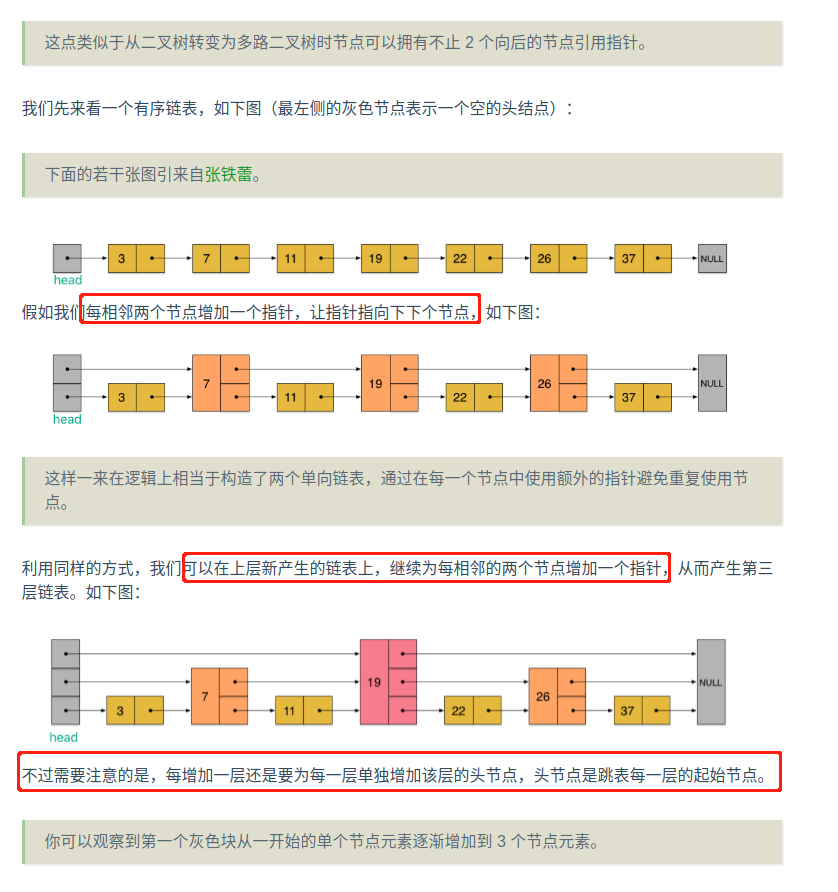 这点类似于从二叉树转变为多路二叉树时节点可以拥有不止 2 个向后的节点引用指针。
我们先来看一个有序链表，如下图（最左侧的灰色节点表示一个空的头结点）：
下面的若干张图引来自张铁蕾。
3 7 11 19 22 26 37 NULL
head
假如我们每相邻两个节点增加一个指针，让指针指向下下个节点，如下图：
7 19 26 NULL
3 11 22 37
head
这样一来在逻辑上相当于构造了两个单向链表，通过在每一个节点中使用额外的指针避免重复使用节
点。
利用同样的方式，我们可以在上层新产生的链表上，继续为每相邻的两个节点增加一个指针，从而产生第三
层链表。如下图：
19 NULL
7 26
3 11 22 37
head
不过需要注意的是，每增加一层还是要为每一层单独增加该层的头节点，头节点是跳表每一层的起始节点。
你可以观察到第一个灰色块从一开始的单个节点元素逐渐增加到 3 个节点元素。